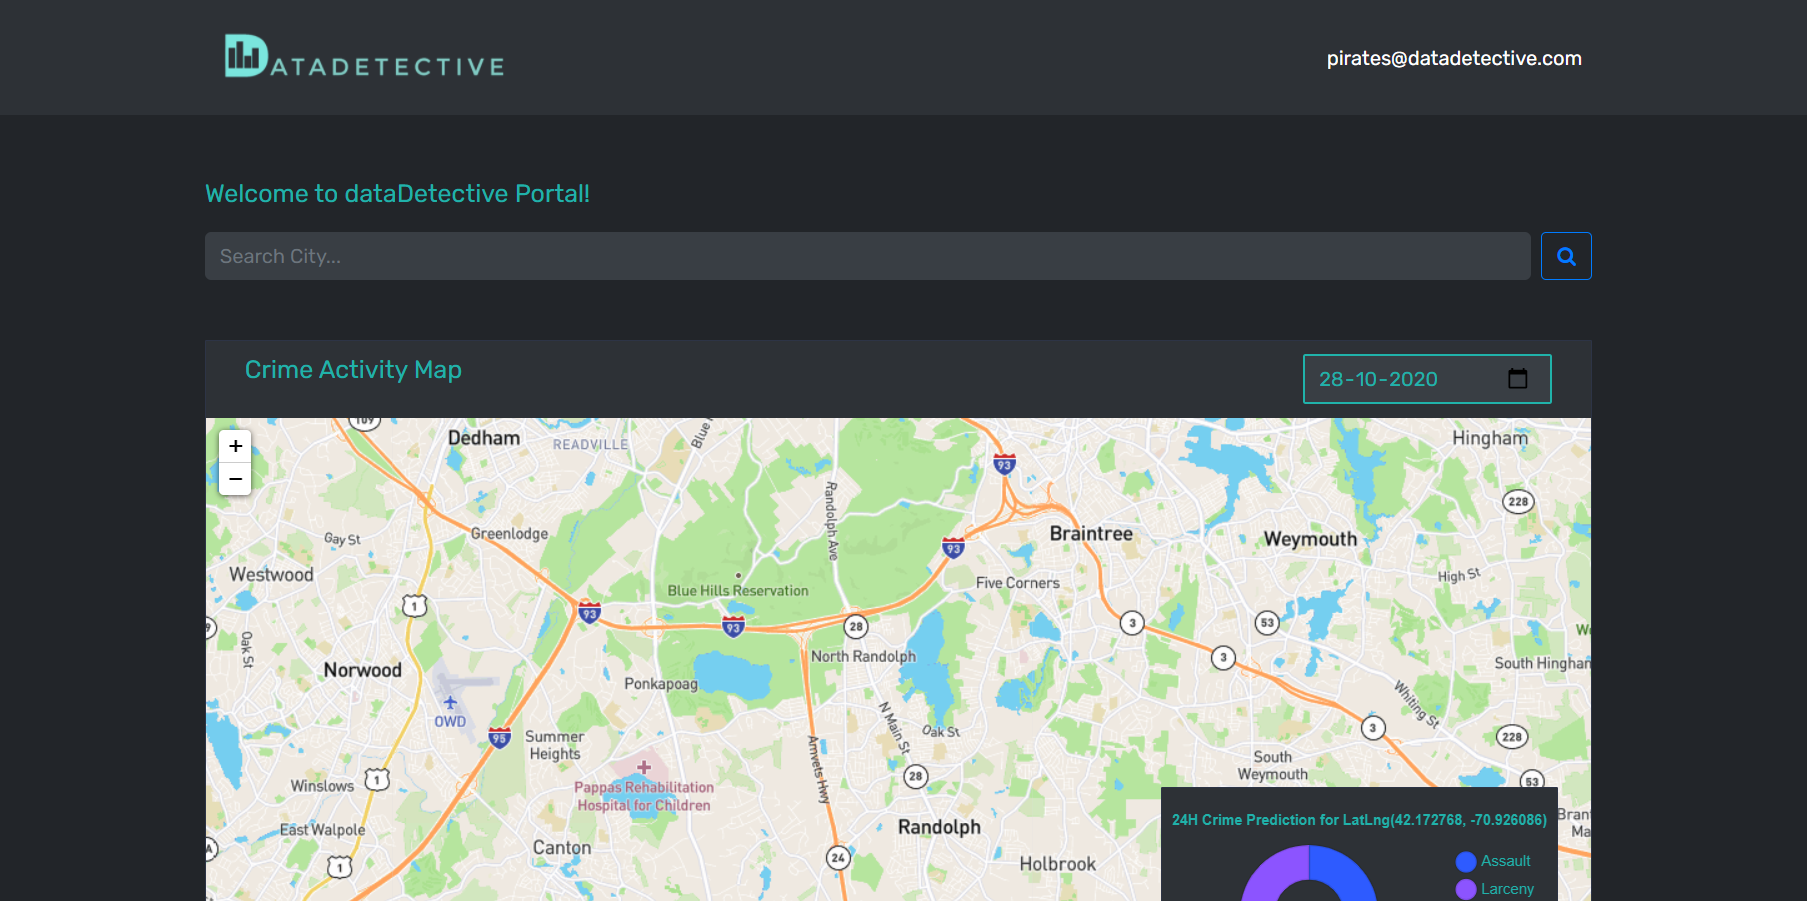 DATADETECTIVE
pirates@datadetective.com
Welcome to dataDetective Portal!
Search City...
Crime Activity Map
28-10-2020
+
−
109
Dedham
READVILLE
Blue
Hingham
93
228
Randolph Ave
Greenlodge
Braintree
Weymouth
Gay St
93
Westwood
Blue Hills Reservation
Five Corners
High St
1
93
93
28
3
53
9
Oak St
North Randolph
3
South Hingham
Norwood
Ponkapoag
OWD
N Main St
Oak St
Whiting St
3
95
Summer
Heights
Amvets Hwy
228
South
Weymouth
Pappas Rehabilitation
Hospital for Children
Winslows
1
28
53
East Walpole
Randolph
24H Crime Prediction for LatLng(42.172768, -70.926086)
Brant
Ma
A
Canton
24
Holbrook
1
Assault
Larceny